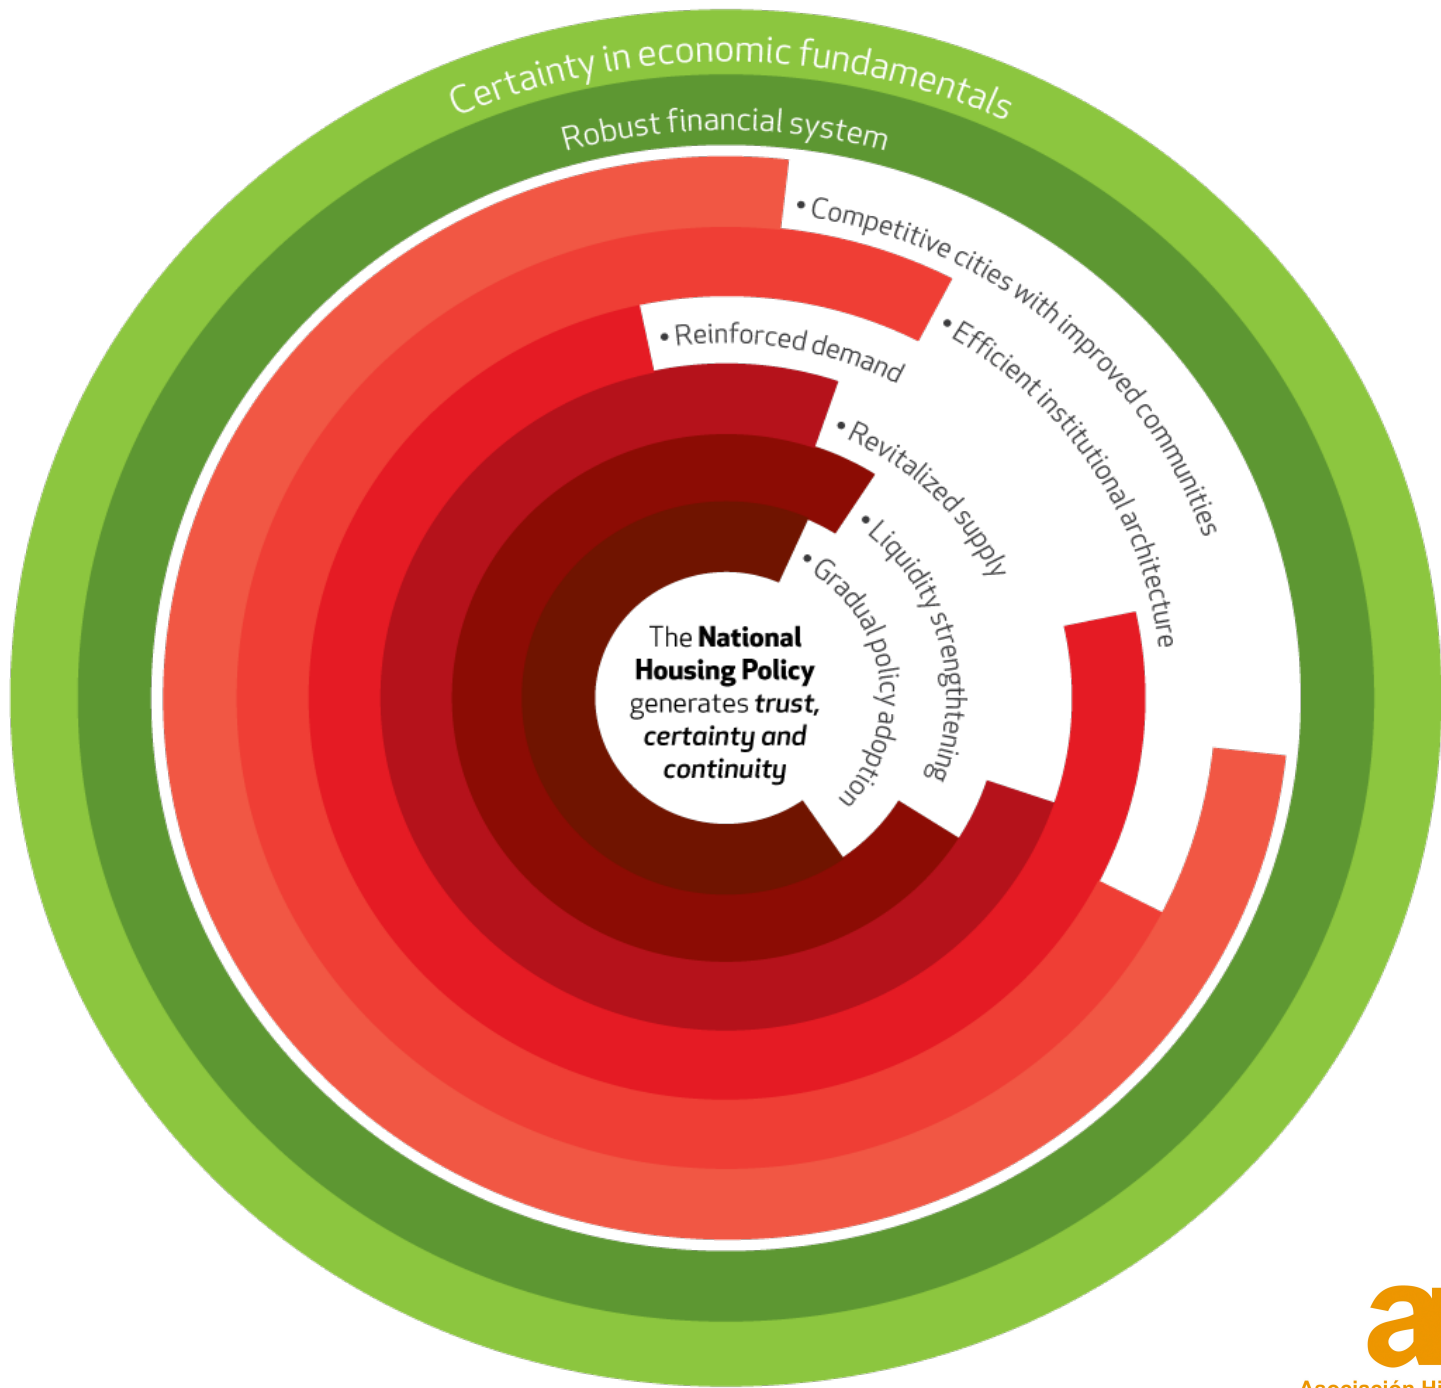 Certainty in economic fundamentals
Robust financial system
• Competitive cities with improved communities
• Efficient institutional architecture
• Reinforced demand
• Revitalized supply
• Liquidity strengthtening
• Gradual policy adoption
The National
Housing Policy
generates trust,
certainty and
continuity
a